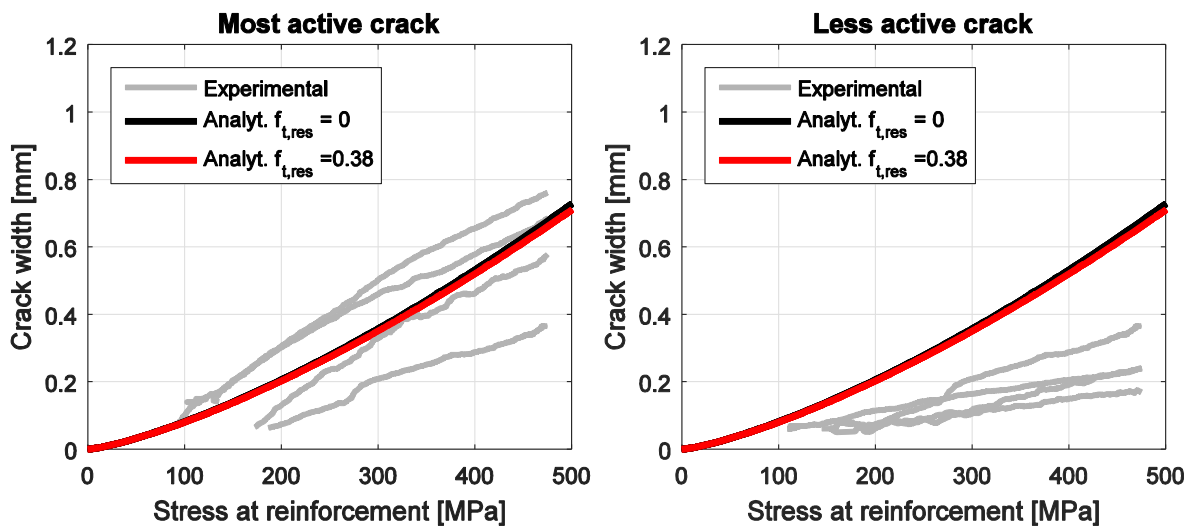 Most active crack
1.2
1
0.8
0.6
0.4
0.2
0
Crack width [mm]
Experimental
Analyt. f_t,res = 0
Analyt. f_t,res =0.38
0 100 200 300 400 500
Stress at reinforcement [MPa]
Less active crack
1.2
1
0.8
0.6
0.4
0.2
0
Crack width [mm]
Experimental
Analyt. f_t,res = 0
Analyt. f_t,res =0.38
0 100 200 300 400 500
Stress at reinforcement [MPa]